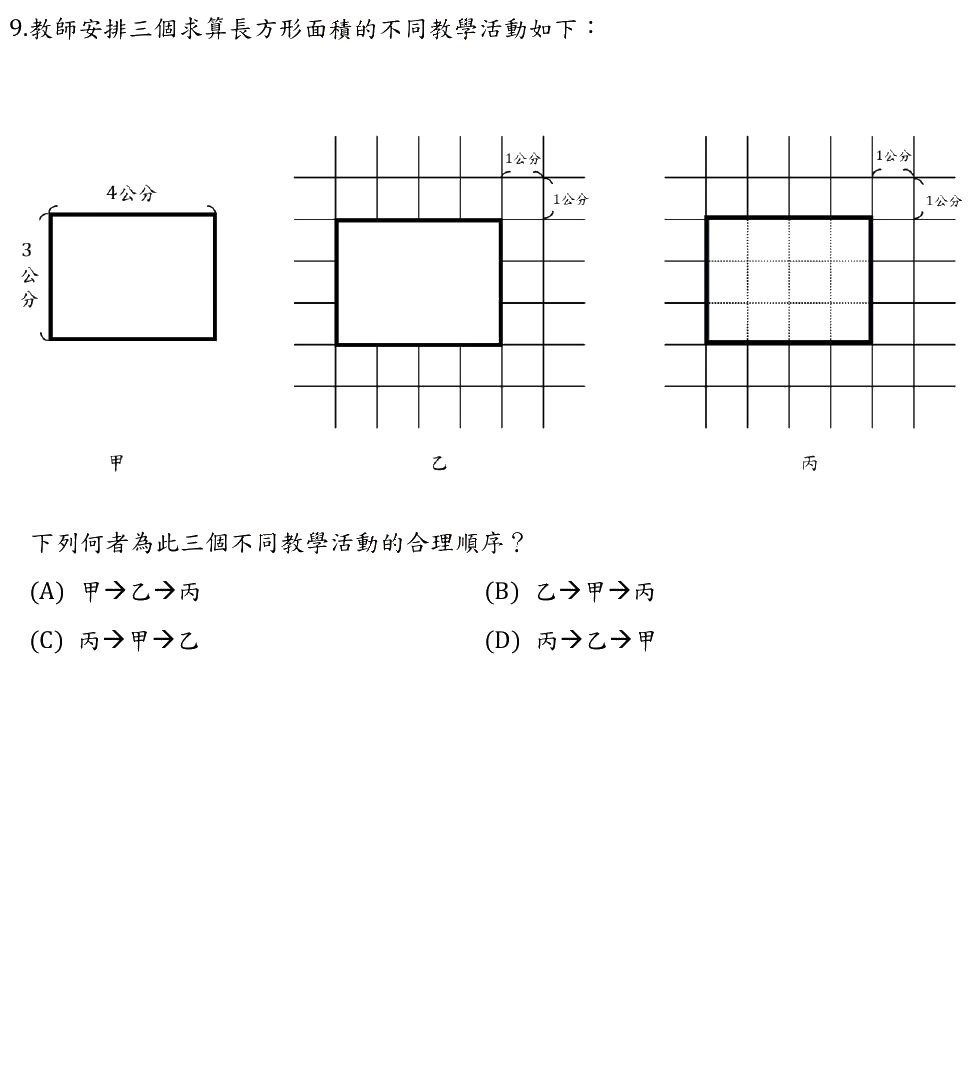 9.教師安排三個求算長方形面積的不同教學活動如下：
4公分
3公分
1公分
1公分
1公分
1公分
甲
乙
丙
下列何者為此三個不同教學活動的合理順序？
(A) 甲→乙→丙
(B) 乙→甲→丙
(C) 丙→甲→乙
(D) 丙→乙→甲